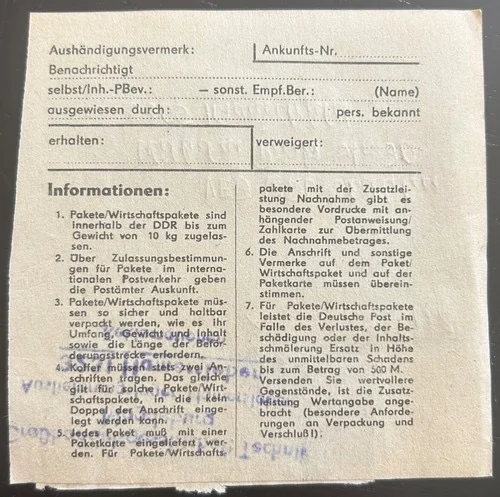 Aushändigungsvermerk:
Ankunfts-Nr.
Benachrichtigt
selbst/Inh.-PBev.: — sonst. Empf.Ber.: (Name)
ausgewiesen durch: pers. bekannt
erhalten:
verweigert:
Informationen:
1. Pakete/Wirtschaftspakete sind
innerhalb der DDR bis zum
Gewicht von 10 kg zugelas-
sen.
2. Über Zulassungsbestimmun-
gen für Pakete im interna-
tionalen Postverkehr geben
die Postämter Auskunft.
3. Pakete/Wirtschaftspakete müs-
sen so sicher und haltbar
verpackt werden, wie es ihr
Umfang, Gewicht und Inhalt
sowie die Länge der Beför-
derungsstrecke erfordern.
4. Koffer müssen stets zwei An-
schriften tragen. Das gleiche
gilt für solche Pakete/Wirt-
schaftspakete, in die kein
Doppel der Anschrift einge-
legt werden kann.
5. Jedes Paket muß mit einer
Paketkarte eingeliefert wer-
den. Für Pakete/Wirtschafts-
pakete mit der Zusatzlei-
stung Nachnahme gibt es
besondere Vordrucke mit an-
hängender Postanweisung/
Zahlkarte zur Übermittlung
des Nachnahmebetrages.
6. Die Anschrift und sonstige
Vermerke auf dem Paket/
Wirtschaftspaket und auf der
Paketkarte müssen überein-
stimmen.
7. Für Pakete/Wirtschaftspakete
leistet die Deutsche Post im
Falle des Verlustes, der Be-
schädigung oder der Inhalts-
schmälerung Ersatz in Höhe
des unmittelbaren Schadens
bis zum Betrag von 500 M.
Versenden Sie wertvollere
Gegenstände, ist die Zusatz-
leistung Wertangabe ange-
bracht (besondere Anforde-
rungen an Verpackung und
Verschluß!).
Technik